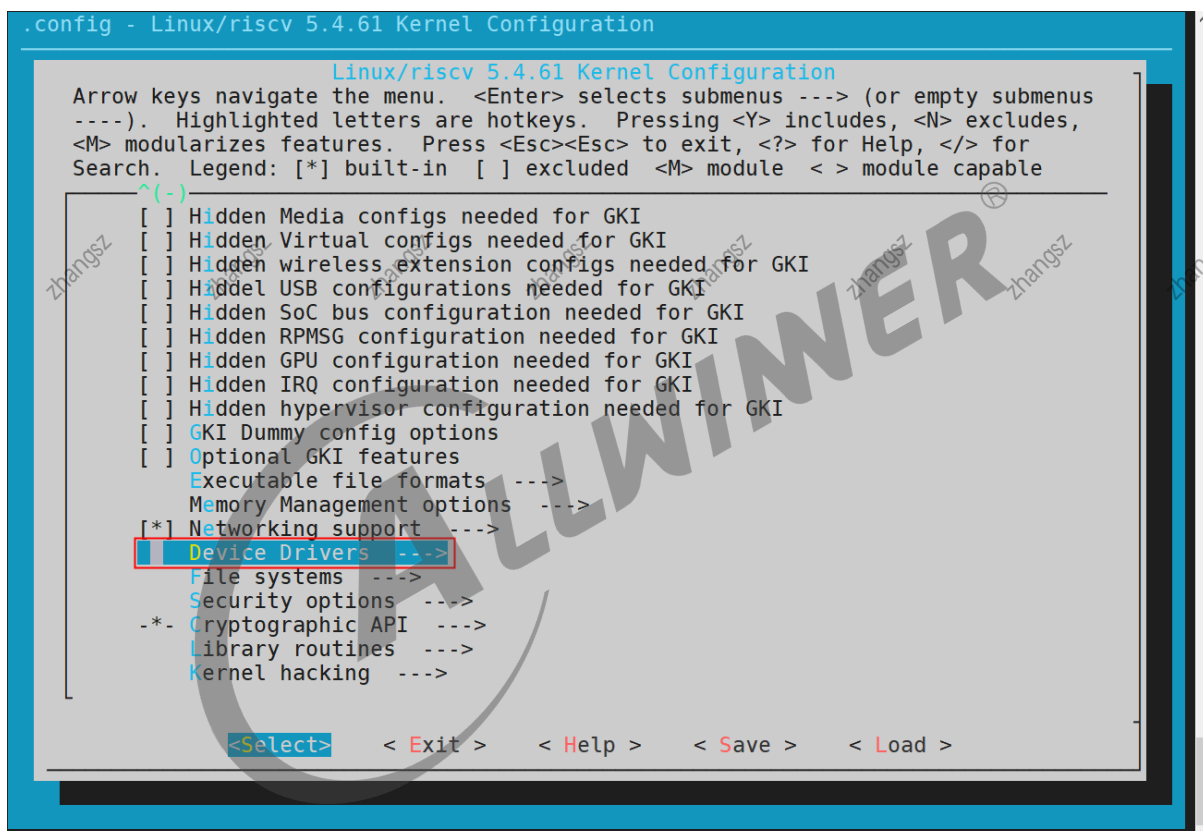 .config - Linux/riscv 5.4.61 Kernel Configuration
Linux/riscv 5.4.61 Kernel Configuration
Arrow keys navigate the menu.  <Enter> selects submenus ---> (or empty submenus
----).  Highlighted letters are hotkeys.  Pressing <Y> includes, <N> excludes,
<M> modularizes features.  Press <Esc><Esc> to exit, <?> for Help, </> for
Search.  Legend: [*] built-in  [ ] excluded  <M> module  < > module capable
^(-)
[ ] Hidden Media configs needed for GKI
[ ] Hidden Virtual configs needed for GKI
[ ] Hidden wireless extension configs needed for GKI
[ ] Hiddel USB configurations needed for GKI
[ ] Hidden SoC bus configuration needed for GKI
[ ] Hidden RPMSG configuration needed for GKI
[ ] Hidden GPU configuration needed for GKI
[ ] Hidden IRQ configuration needed for GKI
[ ] Hidden hypervisor configuration needed for GKI
[ ] GKI Dummy config options
[ ] Optional GKI features
Executable file formats  --->
Memory Management options  --->
[*] Networking support  --->
Device Drivers  --->
File systems  --->
Security options  --->
-*- Cryptographic API  --->
Library routines  --->
Kernel hacking  --->
<Select>    < Exit >    < Help >    < Save >    < Load >
ALLWINNER®
zhangsz
zhangsz
zhangsz
zhangsz
zhangsz
zhangsz
zhangsz